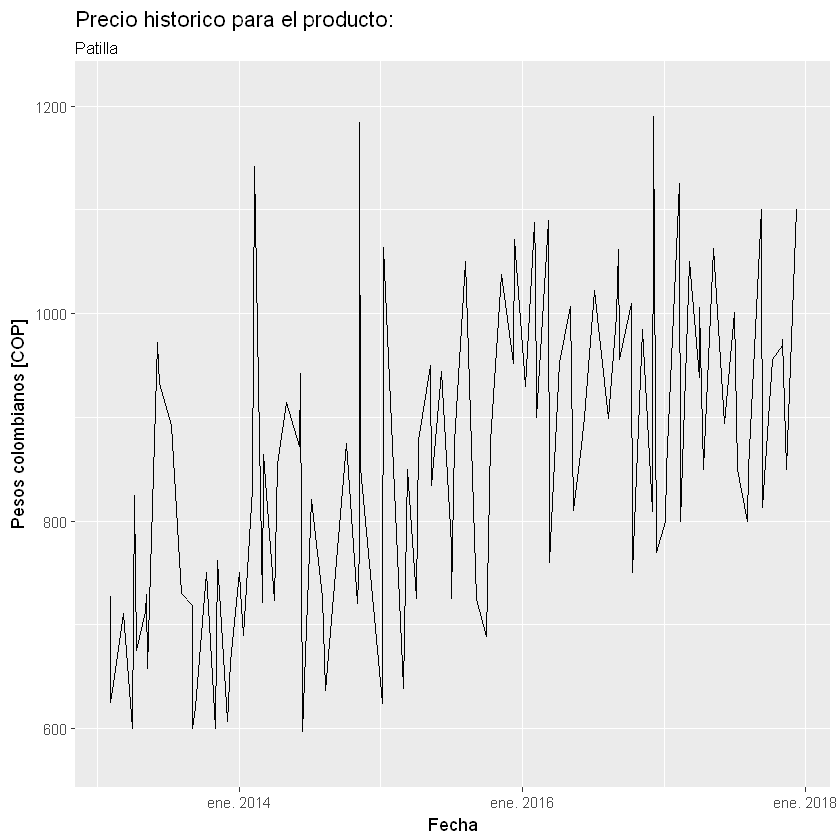 Precio historico para el producto:
Patilla
Pesos colombianos [COP]
1200
1000
800
600
ene. 2014
ene. 2016
ene. 2018
Fecha